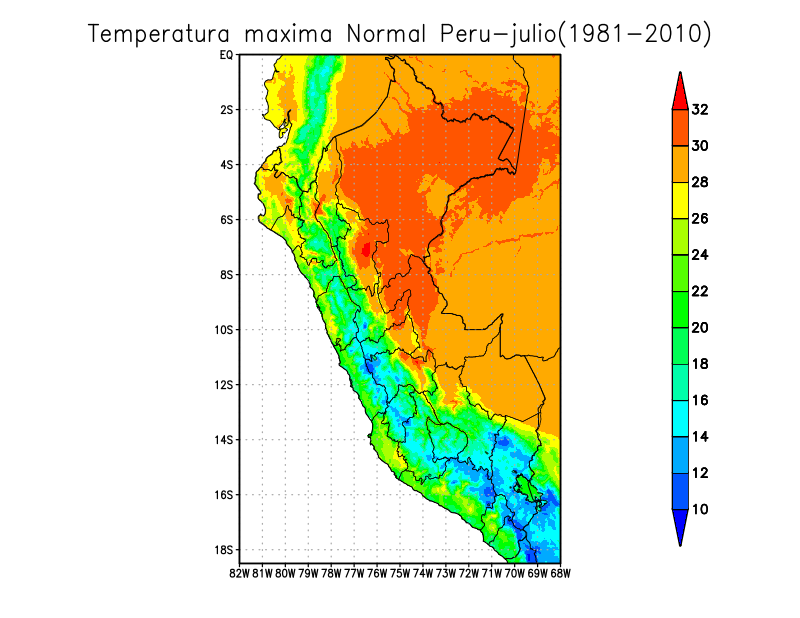 Temperatura maxima Normal Peru-julio(1981-2010)
EQ
2S
4S
6S
8S
10S
12S
14S
16S
18S
82W 81W 80W 79W 78W 77W 76W 75W 74W 73W 72W 71W 70W 69W 68W
32
30
28
26
24
22
20
18
16
14
12
10